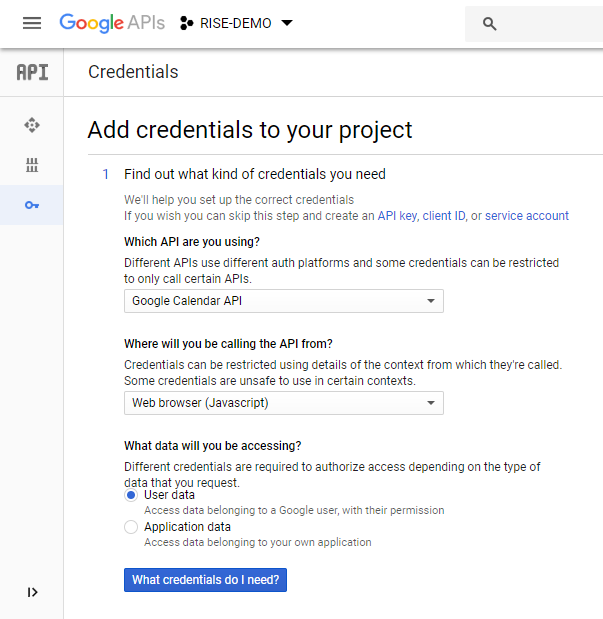 Google APIs RISE-DEMO
API Credentials
Add credentials to your project
1 Find out what kind of credentials you need
We'll help you set up the correct credentials
If you wish you can skip this step and create an API key, client ID, or service account
Which API are you using?
Different APIs use different auth platforms and some credentials can be restricted
to only call certain APIs.
Google Calendar API
Where will you be calling the API from?
Credentials can be restricted using details of the context from which they're called.
Some credentials are unsafe to use in certain contexts.
Web browser (Javascript)
What data will you be accessing?
Different credentials are required to authorize access depending on the type of
data that you request.
User data
Access data belonging to a Google user, with their permission
Application data
Access data belonging to your own application
What credentials do I need?